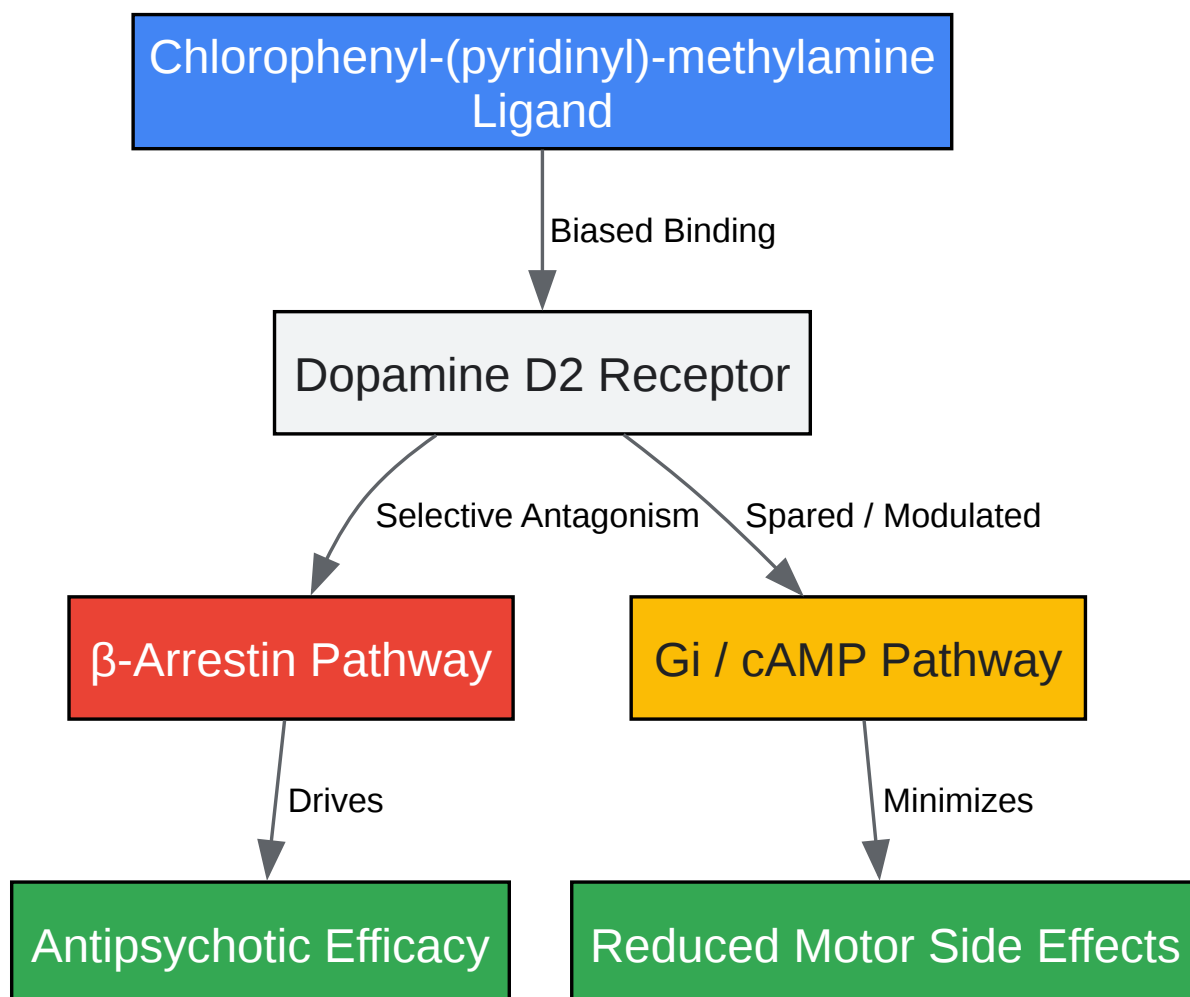 Chlorophenyl-(pyridinyl)-methylamine
Ligand
Biased Binding
Dopamine D2 Receptor
Selective Antagonism
Spared / Modulated
β-Arrestin Pathway
Gi / cAMP Pathway
Drives
Minimizes
Antipsychotic Efficacy
Reduced Motor Side Effects